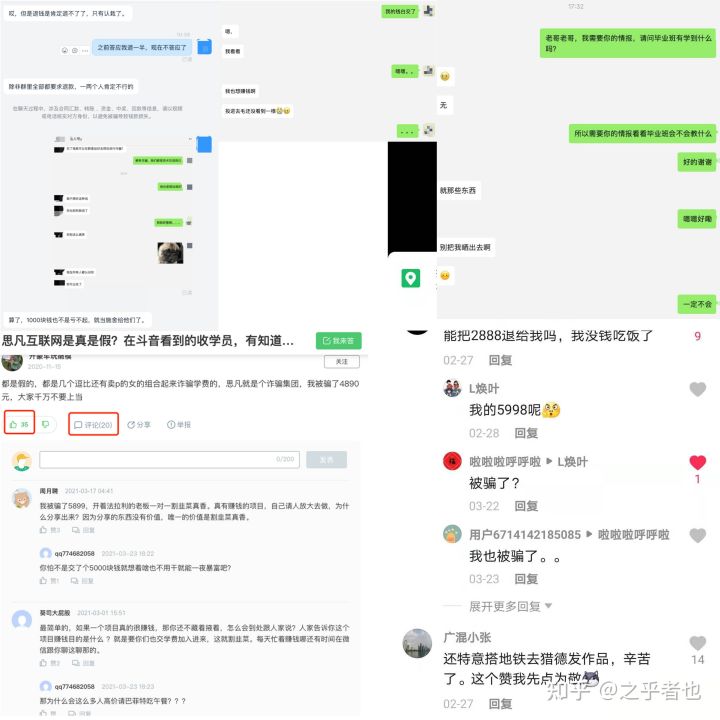 哎，但是退钱是肯定退不了了，只有认栽了。
之前答应我退一半，现在不答应了
除非群里全部都要求退款，一两个人肯定不行的
算了，1000块钱也不是亏不起，就当施舍给他们了。
我的钱白交了
嗯、
我看看
嗯嗯。。
我也想赚钱啊
投进去毛还没看到一根
。。。
17:32
老哥老哥，我需要你的情报，请问毕业班有学到什么
吗?
无
所以需要你的情报看看毕业班会不会教什么
好的谢谢
就那些东西
嗯嗯好嘞
别把我晒出去啊
一定不会
思凡互联网是真是假？在斗音看到的收学员，有知道...
我来答
2020-11-15
关注
都是假的，都是几个逗比还有卖p的女的组合起来诈骗学费的，思凡就是个诈骗集团，我被骗了4890
元，大家千万不要上当
35
评论(20)
分享
举报
0/200
发表
周月聘 2021-03-17 04:41
我被骗了5899，开着法拉利的老板一对一割韭菜真香。真有赚钱的项目，自己请人放大去做，为什
么分享出来？因为分享的东西没有价值，唯一的价值是割韭菜真香。
赞3 回复
qq774682058 2021-03-23 18:22
你怕不是交了个5000块钱就想着啥也不用干就能一夜暴富吧？
赞1 回复
葵司大屁股 2021-03-01 15:51
最简单的，如果一个项目真的很赚钱，那你还不藏着掖着，怎么会到处跟人家说？人家告诉你这个
项目赚钱目的是什么？就是要你们也交学费加入进来，这就割韭菜。每天忙着赚钱哪还有时间在微
信跟你聊这聊那的。
赞2 回复
qq774682058 2021-03-23 18:23
那为什么会这么多人高价请巴菲特吃午餐？？？
赞 回复
能把2888退给我吗，我没钱吃饭了
9
02-27 回复
L焕叶
我的5998呢
02-28 回复
啦啦啦呼呼啦 ▶ L焕叶
被骗了？
1
03-22 回复
用户6714142185085 ▶ 啦啦啦呼呼啦
我也被骗了。。
03-23 回复
展开更多回复
广混小张
还特意搭地铁去猎德发作品，辛苦
了。这个赞我先点为敬
14
02-27 回复
知乎 @之乎者也